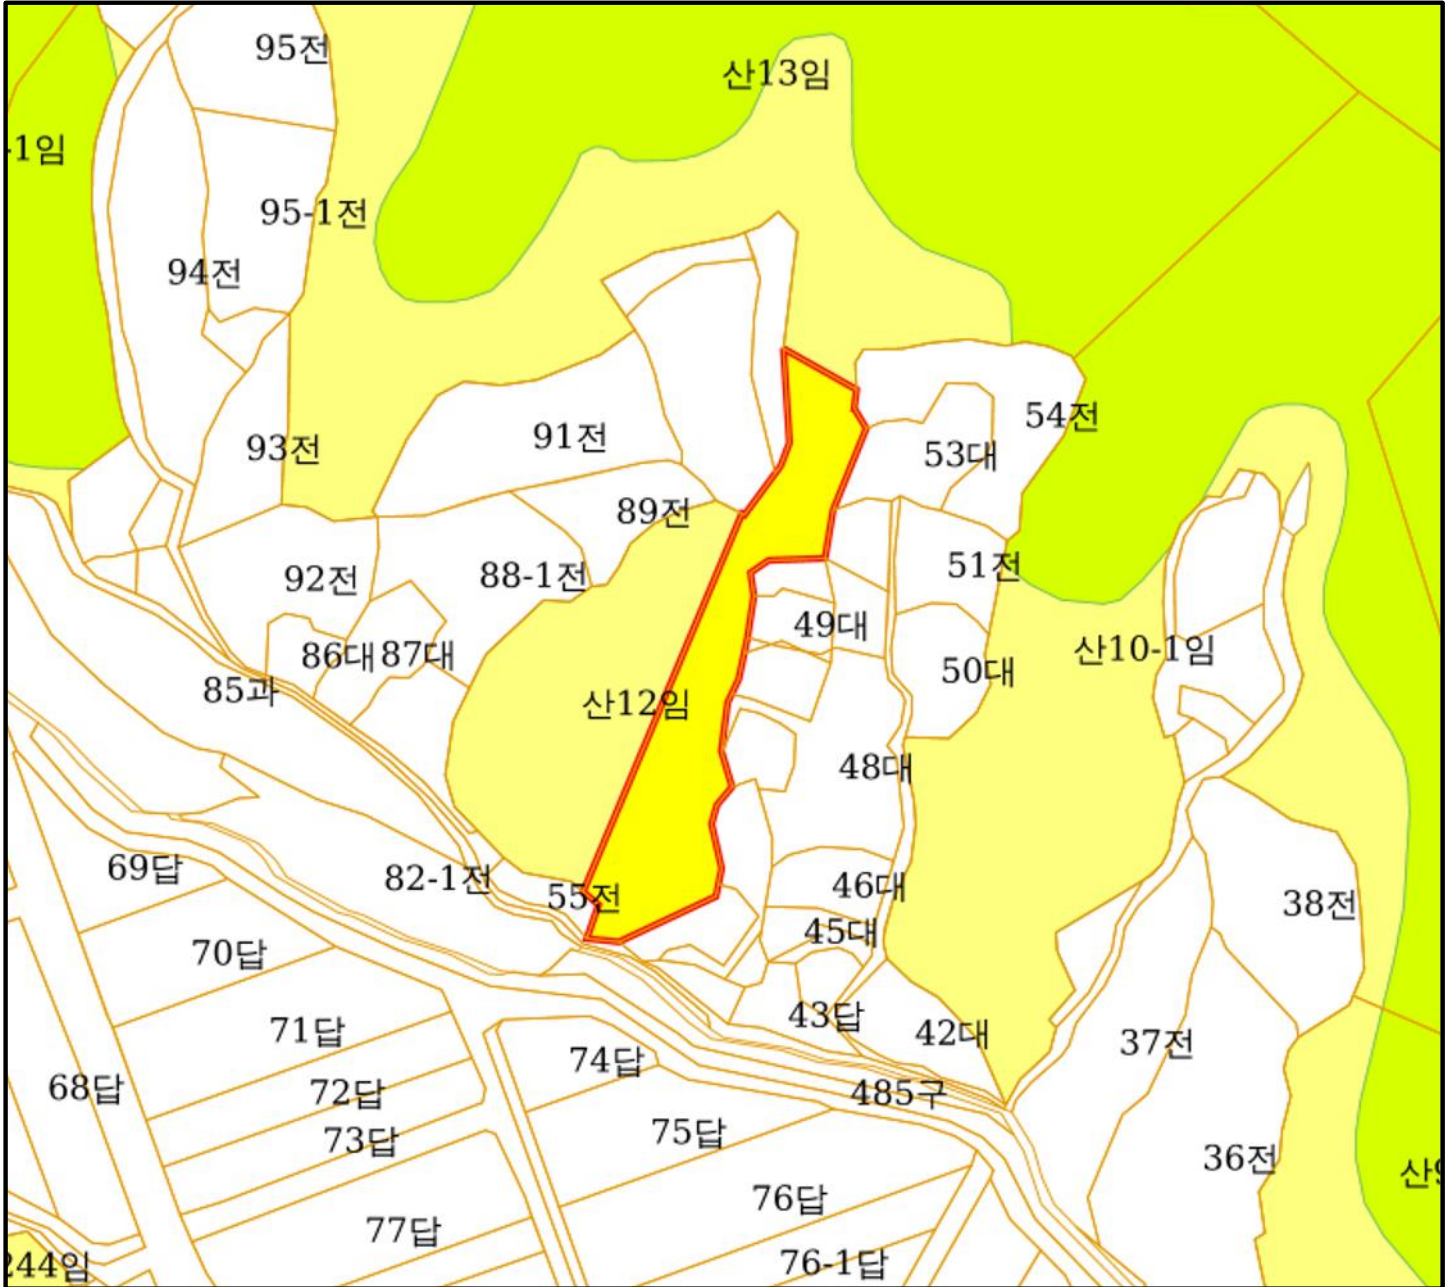 95전
산13임
-1임
95-1전
94전
54전
91전
93전
53대
89전
51전
88-1전
92전
49대
산10-1임
86대
87대
50대
85과
산12임
48대
69답
82-1전
46대
55전
38전
45대
70답
43답
71답
42대
37전
74답
68답
72답
485구
75답
73답
36전
산9
76답
77답
244임
76-1답